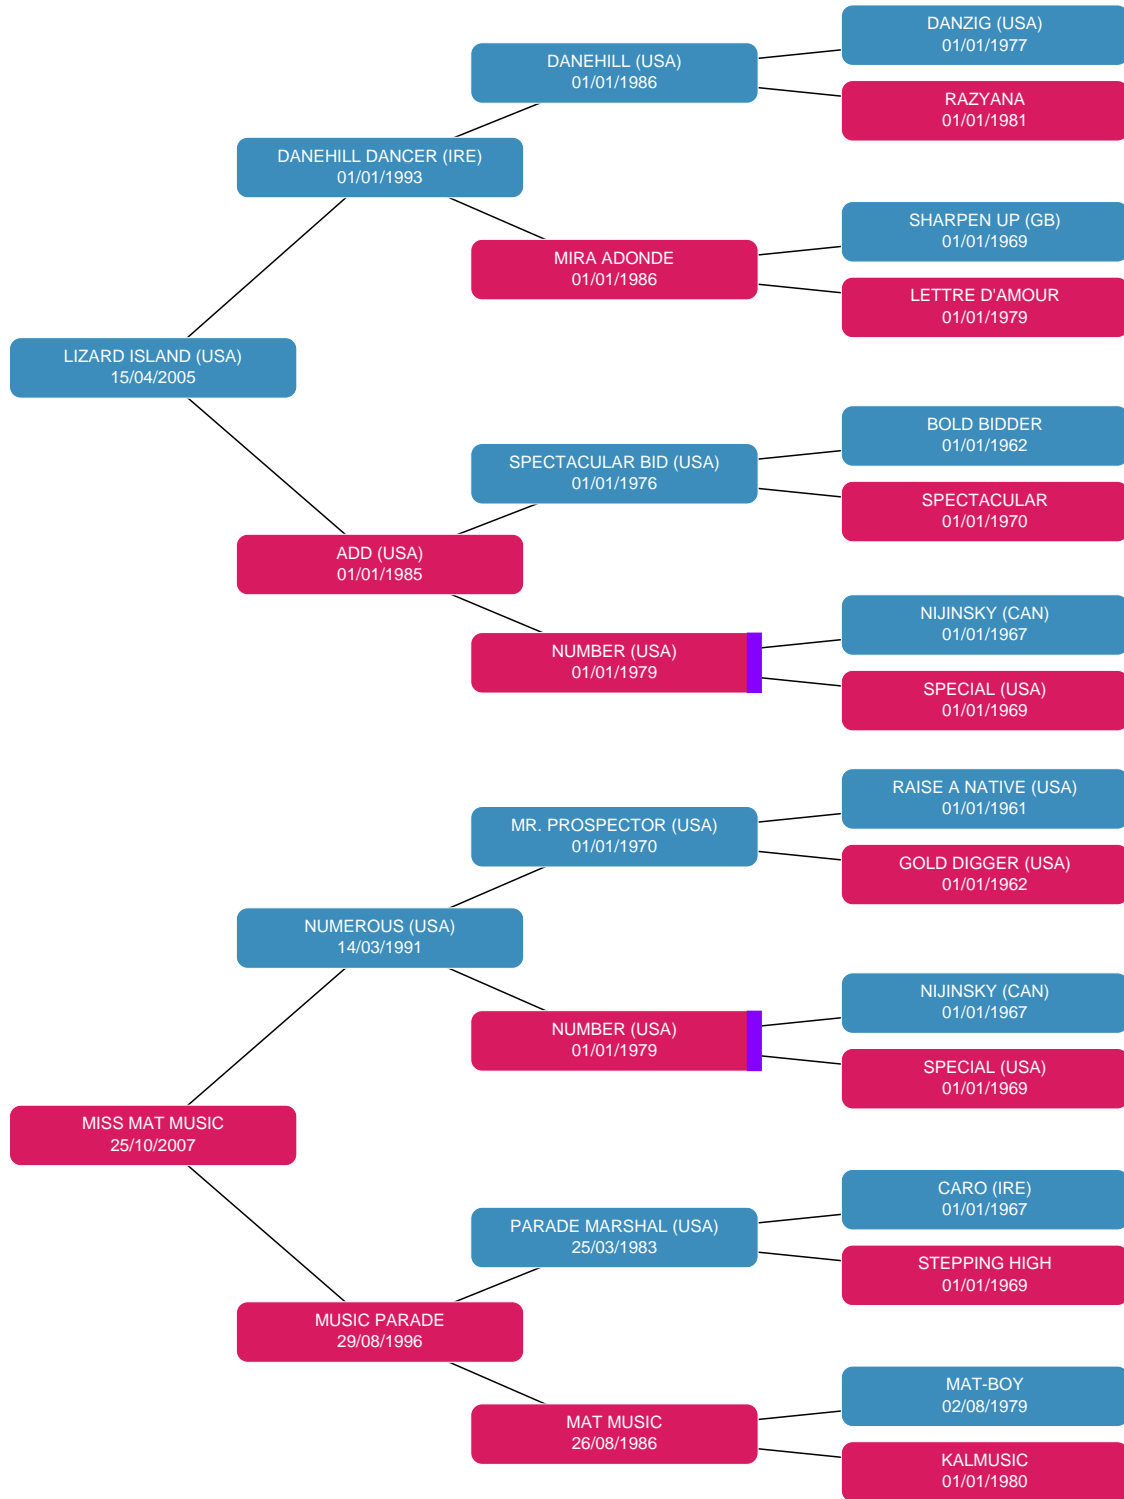 DANZIG (USA)
01/01/1977
DANEHILL (USA)
01/01/1986
RAZYANA
01/01/1981
DANEHILL DANCER (IRE)
01/01/1993
SHARPEN UP (GB)
01/01/1969
MIRA ADONDE
01/01/1986
LETTRE D'AMOUR
01/01/1979
LIZARD ISLAND (USA)
15/04/2005
BOLD BIDDER
01/01/1962
SPECTACULAR BID (USA)
01/01/1976
SPECTACULAR
01/01/1970
ADD (USA)
01/01/1985
NIJINSKY (CAN)
01/01/1967
NUMBER (USA)
01/01/1979
SPECIAL (USA)
01/01/1969
RAISE A NATIVE (USA)
01/01/1961
MR. PROSPECTOR (USA)
01/01/1970
GOLD DIGGER (USA)
01/01/1962
NUMEROUS (USA)
14/03/1991
NIJINSKY (CAN)
01/01/1967
NUMBER (USA)
01/01/1979
SPECIAL (USA)
01/01/1969
MISS MAT MUSIC
25/10/2007
CARO (IRE)
01/01/1967
PARADE MARSHAL (USA)
25/03/1983
STEPPING HIGH
01/01/1969
MUSIC PARADE
29/08/1996
MAT-BOY
02/08/1979
MAT MUSIC
26/08/1986
KALMUSIC
01/01/1980